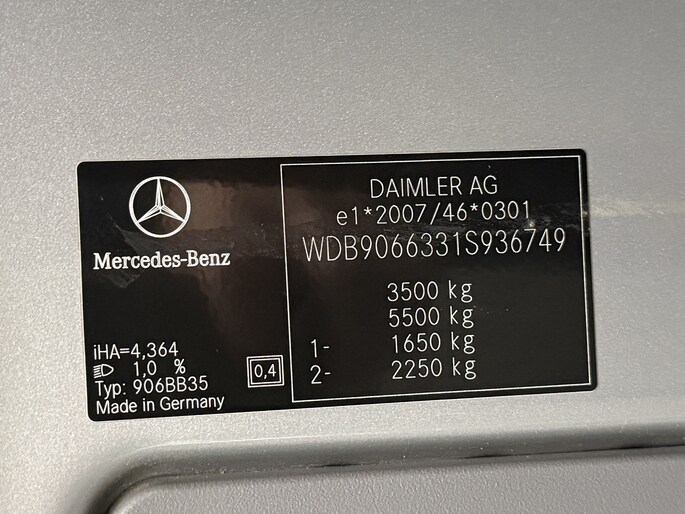 Mercedes-Benz
iHA=4,364
1,0 %
Typ: 906BB35
Made in Germany
0,4
DAIMLER AG
e1*2007/46*0301
WDB9066331S936749
3500 kg
5500 kg
1- 1650 kg
2- 2250 kg